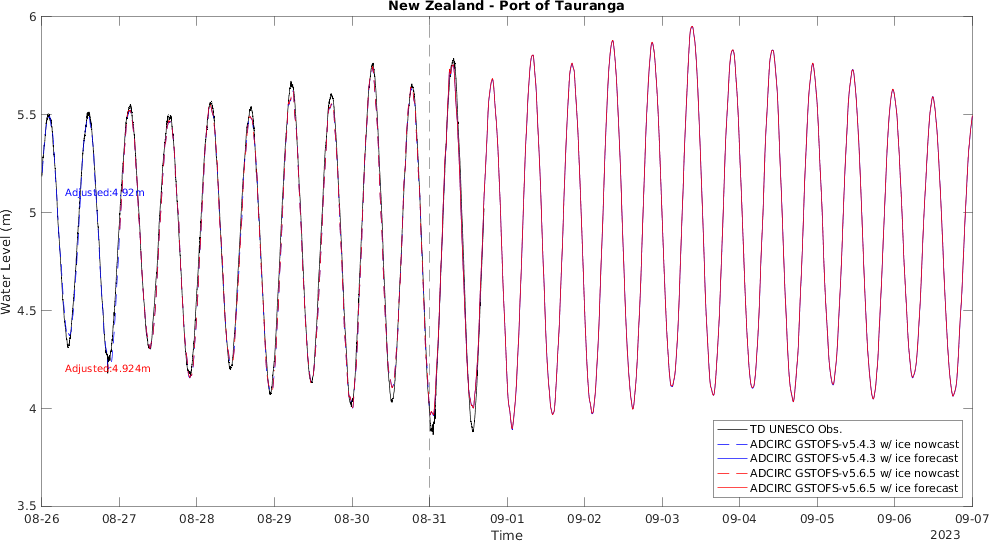 New Zealand - Port of Tauranga
6
5.5
5
4.5
4
3.5
Water Level (m)
Adjusted:4.92m
Adjusted:4.924m
TD UNESCO Obs.
ADCIRC GSTOFS-v5.4.3 w/ ice nowcast
ADCIRC GSTOFS-v5.4.3 w/ ice forecast
ADCIRC GSTOFS-v5.6.5 w/ ice nowcast
ADCIRC GSTOFS-v5.6.5 w/ ice forecast
08-26 08-27 08-28 08-29 08-30 08-31 09-01 09-02 09-03 09-04 09-05 09-06 09-07
Time
2023